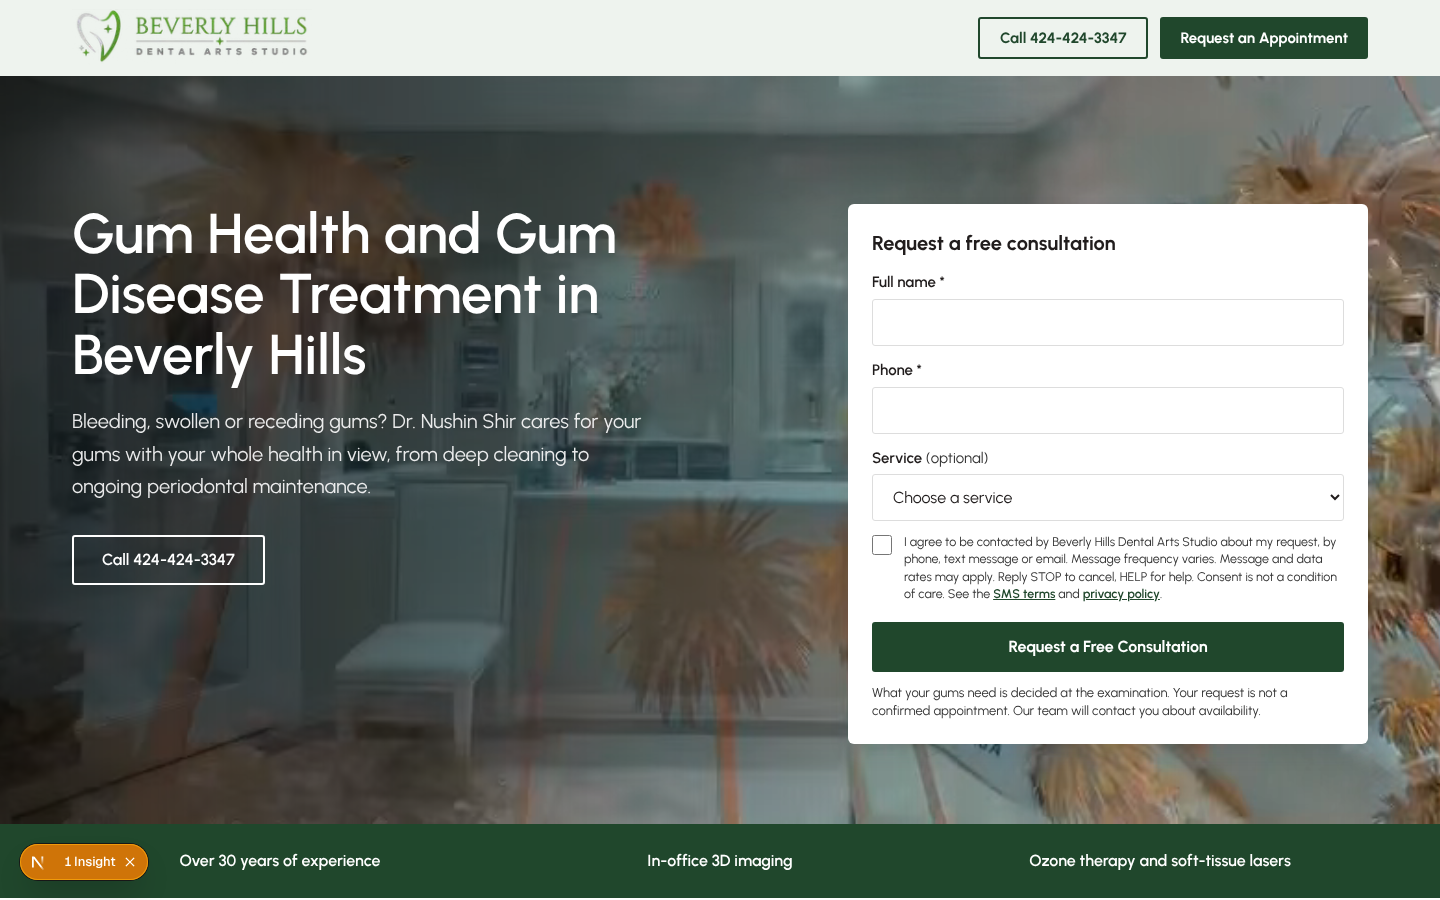 BEVERLY HILLS
DENTAL ARTS STUDIO
Call 424-424-3347
Request an Appointment
Gum Health and Gum
Disease Treatment in
Beverly Hills
Bleeding, swollen or receding gums? Dr. Nushin Shir cares for your
gums with your whole health in view, from deep cleaning to
ongoing periodontal maintenance.
Call 424-424-3347
Request a free consultation
Full name *
Phone *
Service (optional)
Choose a service
I agree to be contacted by Beverly Hills Dental Arts Studio about my request, by
phone, text message or email. Message frequency varies. Message and data
rates may apply. Reply STOP to cancel, HELP for help. Consent is not a condition
of care. See the SMS terms and privacy policy.
Request a Free Consultation
What your gums need is decided at the examination. Your request is not a
confirmed appointment. Our team will contact you about availability.
N 1 Insight
Over 30 years of experience
In-office 3D imaging
Ozone therapy and soft-tissue lasers